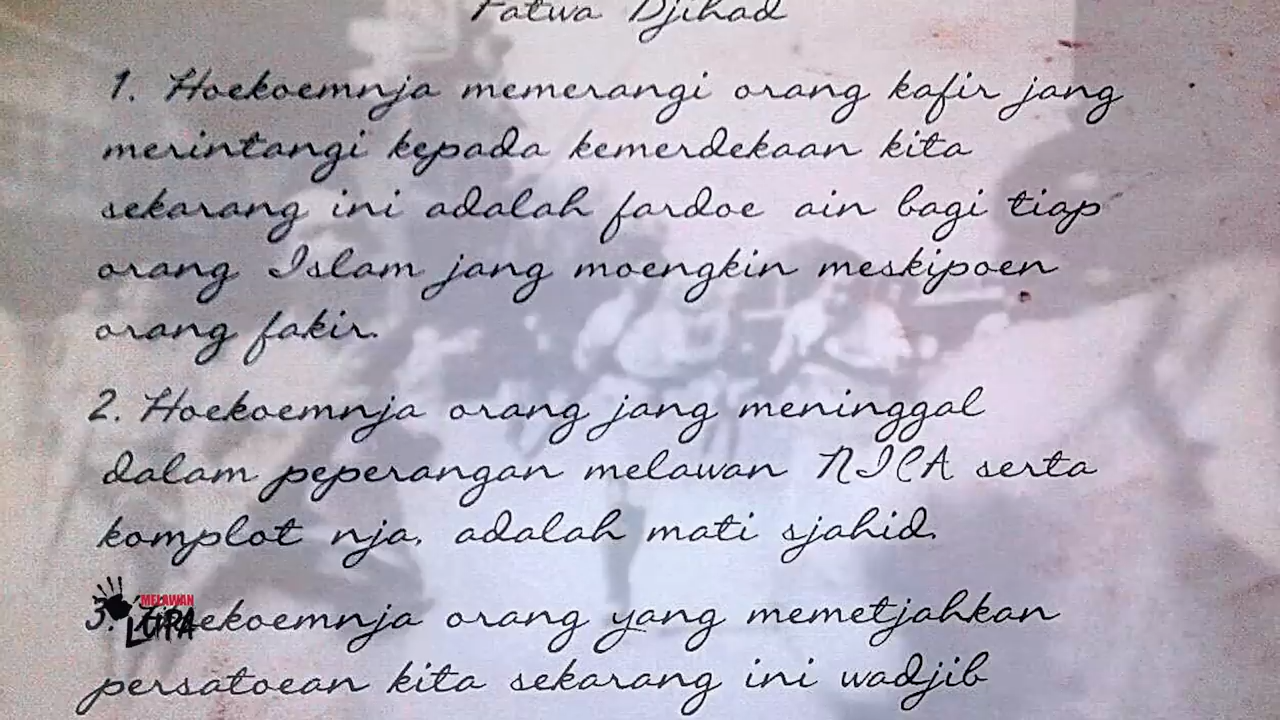 Fatwa Djihad
1. Hoekoemnja memerangi orang kafir jang
merintangi kepada kemerdekaan kita
sekarang ini adalah fardoe ain bagi tiap
orang Islam jang moengkin meskipoen
orang fakir.
2. Hoekoemnja orang jang meninggal
dalam peperangan melawan NICA serta
komplot nja, adalah mati sjahid.
3. Hoekoemnja orang yang memetjahkan
persatoean kita sekarang ini wadjib
MELAWAN
LUPA